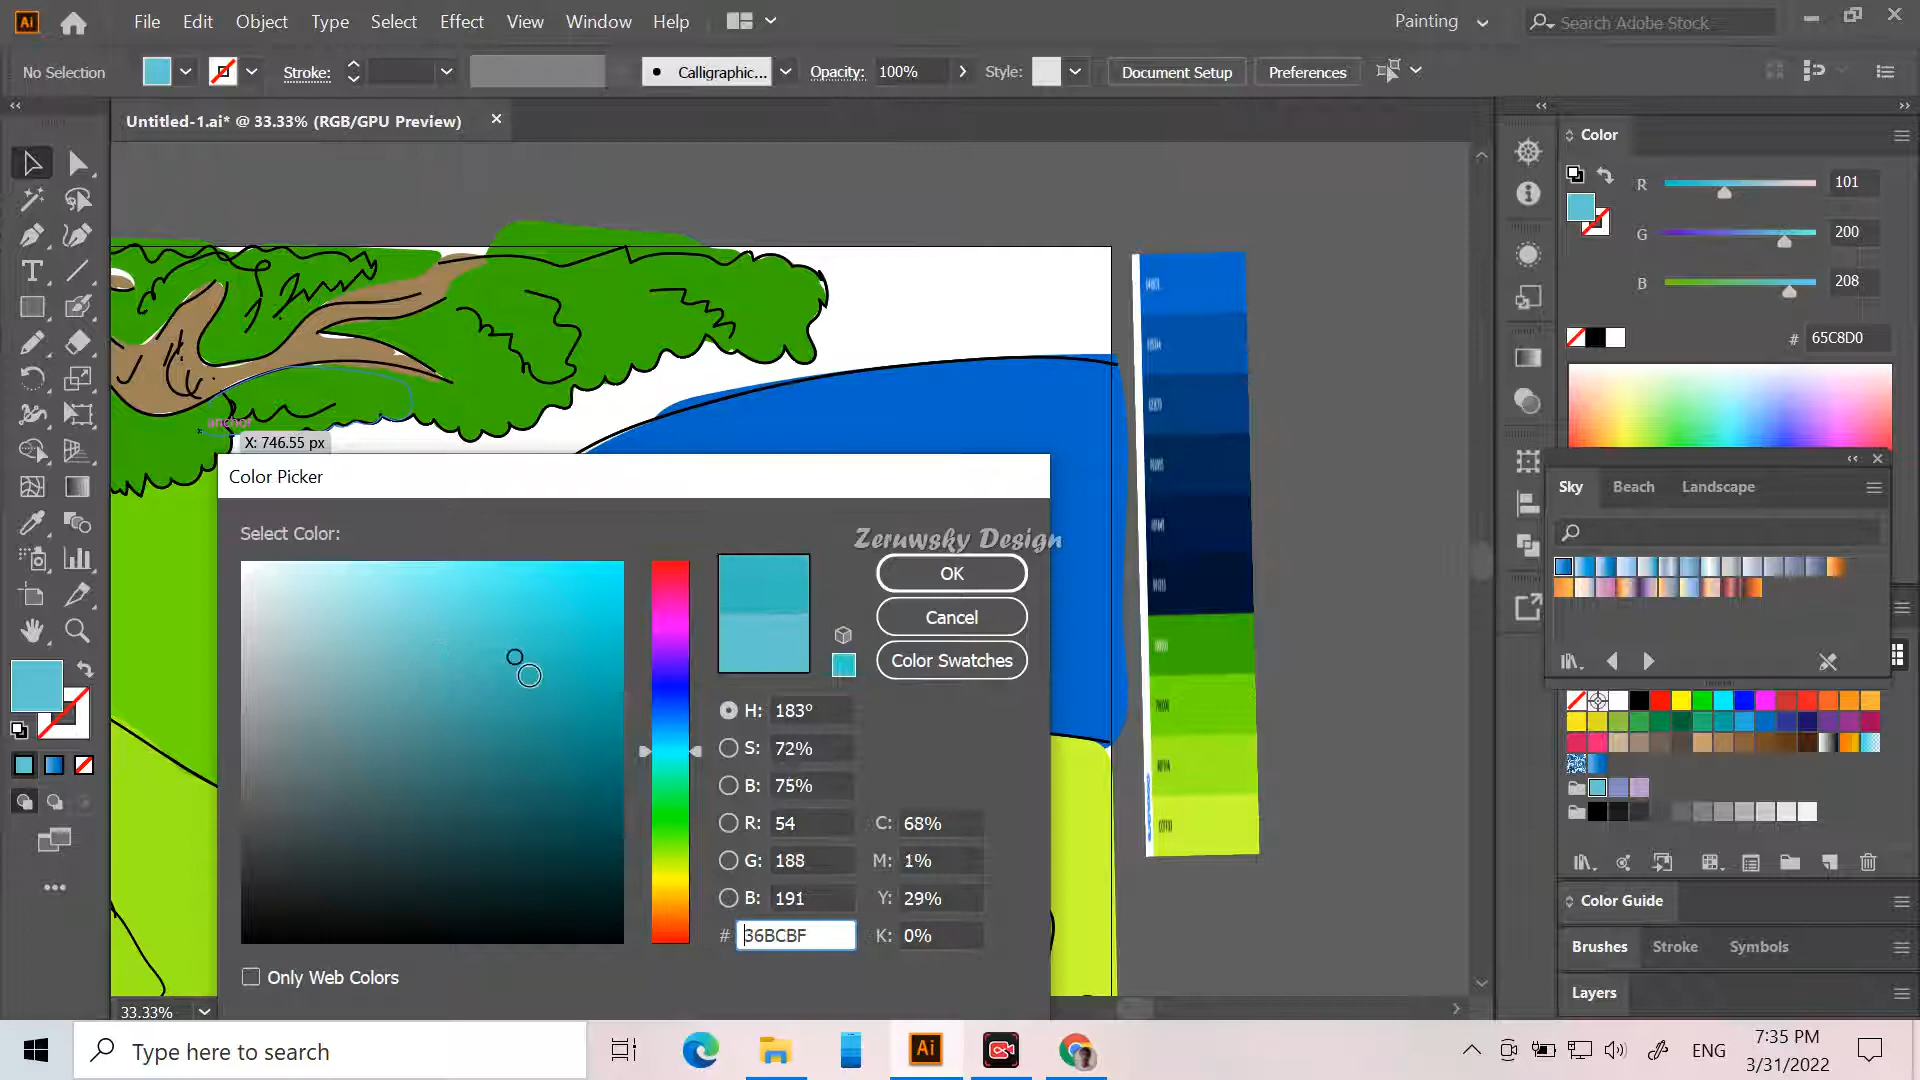 Ai File Edit Object Type Select Effect View Window Help Painting Search Adobe Stock
No Selection Stroke: Calligraphic... Opacity: 100% Style: Document Setup Preferences
Untitled-1.ai* @ 33.33% (RGB/GPU Preview)
Color
R 101
G 200
B 208
# 65C8D0
anchor
X: 746.55 px
Color Picker
Select Color:
Zeruwsky Design
OK
Cancel
Color Swatches
H: 183°
S: 72%
B: 75%
R: 54 C: 68%
G: 188 M: 1%
B: 191 Y: 29%
# 36BCBF K: 0%
Only Web Colors
Sky Beach Landscape
Color Guide
Brushes Stroke Symbols
Layers
33.33%
Type here to search
Ai
ENG
7:35 PM
3/31/2022